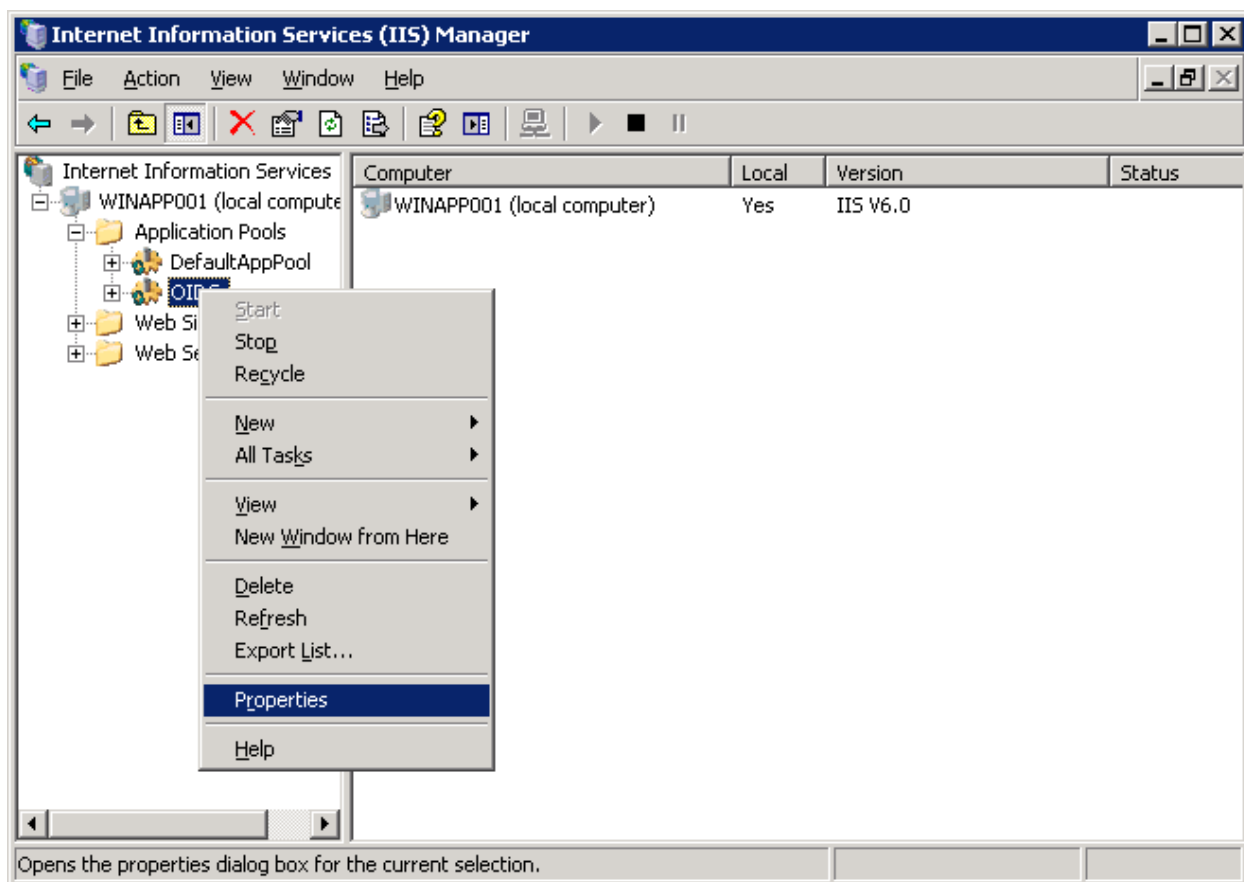 Internet Information Services (IIS) Manager
File Action View Window Help
Internet Information Services
Computer Local Version Status
WINAPP001 (local compute
WINAPP001 (local computer) Yes IIS V6.0
Application Pools
DefaultAppPool
Start
Web Si
Stop
Web Se
Recycle
New
All Tasks
View
New Window from Here
Delete
Refresh
Export List...
Properties
Help
Opens the properties dialog box for the current selection.